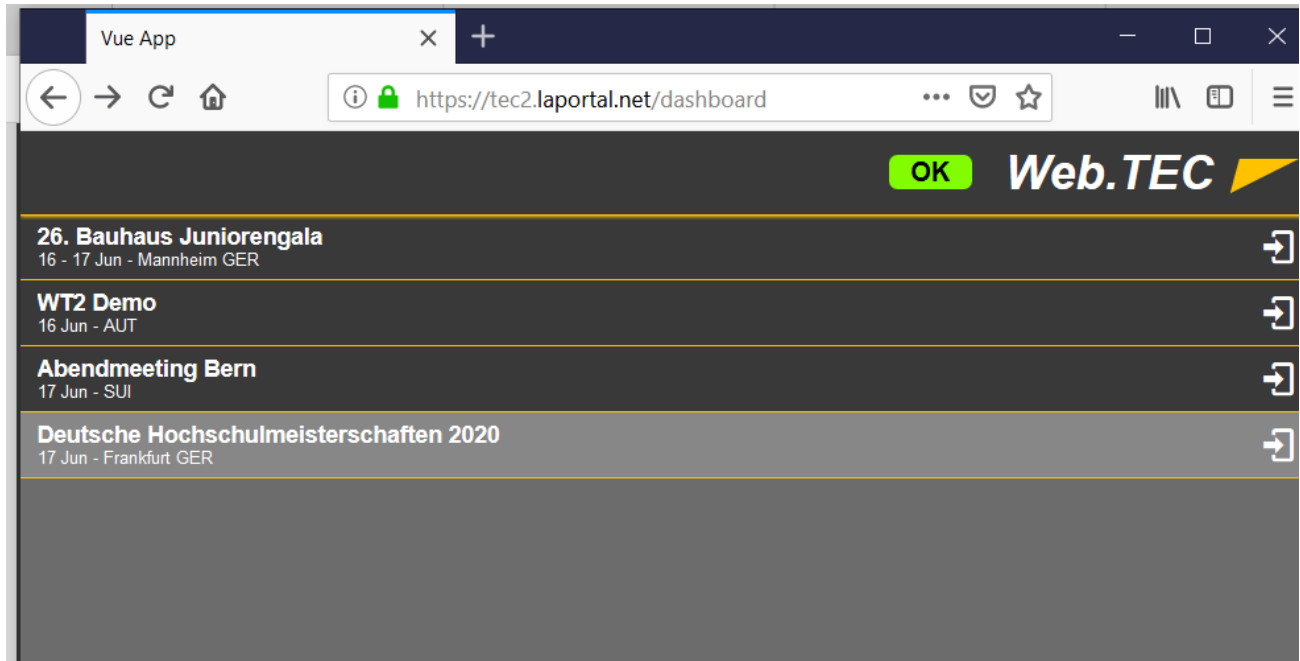 Vue App
https://tec2.laportal.net/dashboard
OK Web.TEC
26. Bauhaus Juniorengala
16 - 17 Jun - Mannheim GER
WT2 Demo
16 Jun - AUT
Abendmeeting Bern
17 Jun - SUI
Deutsche Hochschulmeisterschaften 2020
17 Jun - Frankfurt GER